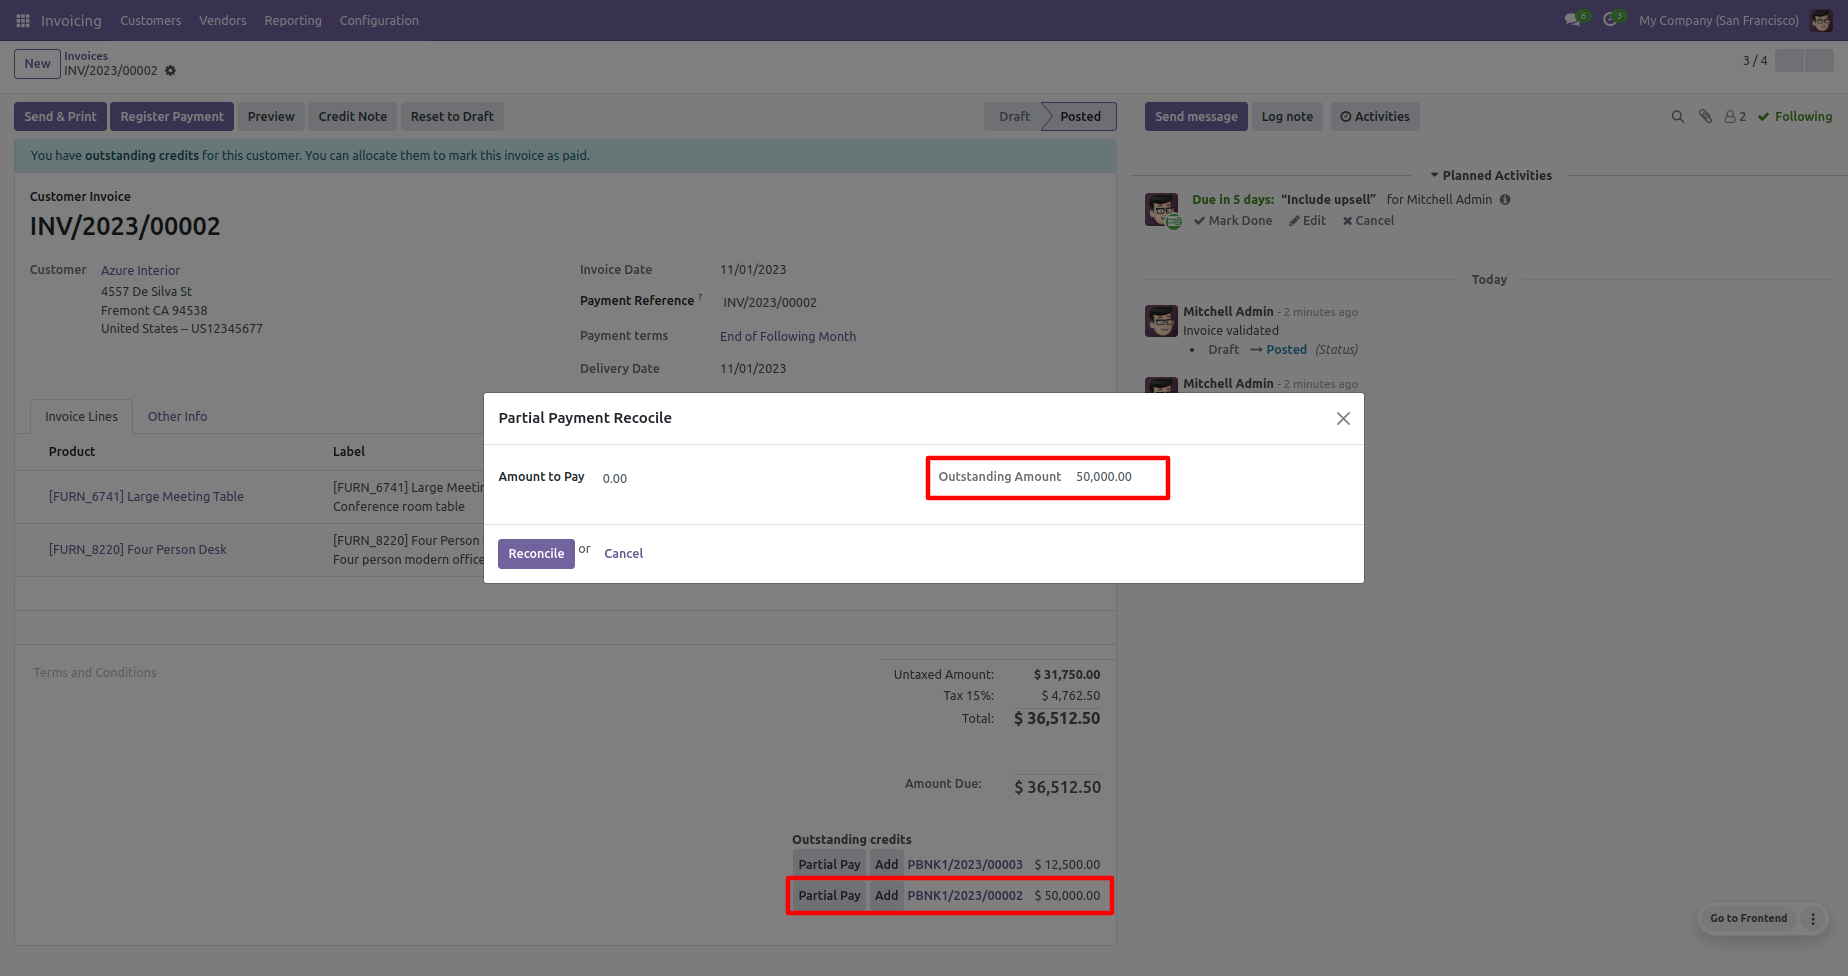 Invoicing Customers Vendors Reporting Configuration 6 3 My Company (San Francisco)
New Invoices
INV/2023/00002
3 / 4
Send & Print Register Payment Preview Credit Note Reset to Draft Draft Posted Send message Log note Activities 2 Following
You have outstanding credits for this customer. You can allocate them to mark this invoice as paid.
Customer Invoice
INV/2023/00002
Customer Azure Interior
4557 De Silva St
Fremont CA 94538
United States – US12345677
Invoice Date 11/01/2023
Payment Reference ? INV/2023/00002
Payment terms End of Following Month
Delivery Date 11/01/2023
Planned Activities
Due in 5 days: “Include upsell” for Mitchell Admin
Mark Done Edit Cancel
Today
Mitchell Admin - 2 minutes ago
Invoice validated
• Draft → Posted (Status)
Mitchell Admin - 2 minutes ago
Partial Payment Recocile
Amount to Pay 0.00 Outstanding Amount 50,000.00
Reconcile or Cancel
Invoice Lines Other Info
Product Label
[FURN_6741] Large Meeting Table [FURN_6741] Large Meetin
Conference room table
[FURN_8220] Four Person Desk [FURN_8220] Four Person
Four person modern office
Terms and Conditions
Untaxed Amount: $ 31,750.00
Tax 15%: $ 4,762.50
Total: $ 36,512.50
Amount Due: $ 36,512.50
Outstanding credits
Partial Pay Add PBNK1/2023/00003 $ 12,500.00
Partial Pay Add PBNK1/2023/00002 $ 50,000.00
Go to Frontend